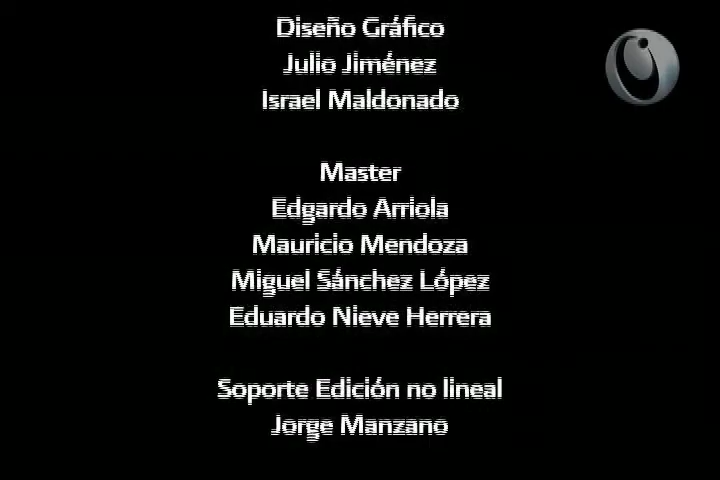 Diseño Gráfico
Julio Jiménez
Israel Maldonado
Master
Edgardo Arriola
Mauricio Mendoza
Miguel Sánchez López
Eduardo Nieve Herrera
Soporte Edición no lineal
Jorge Manzano